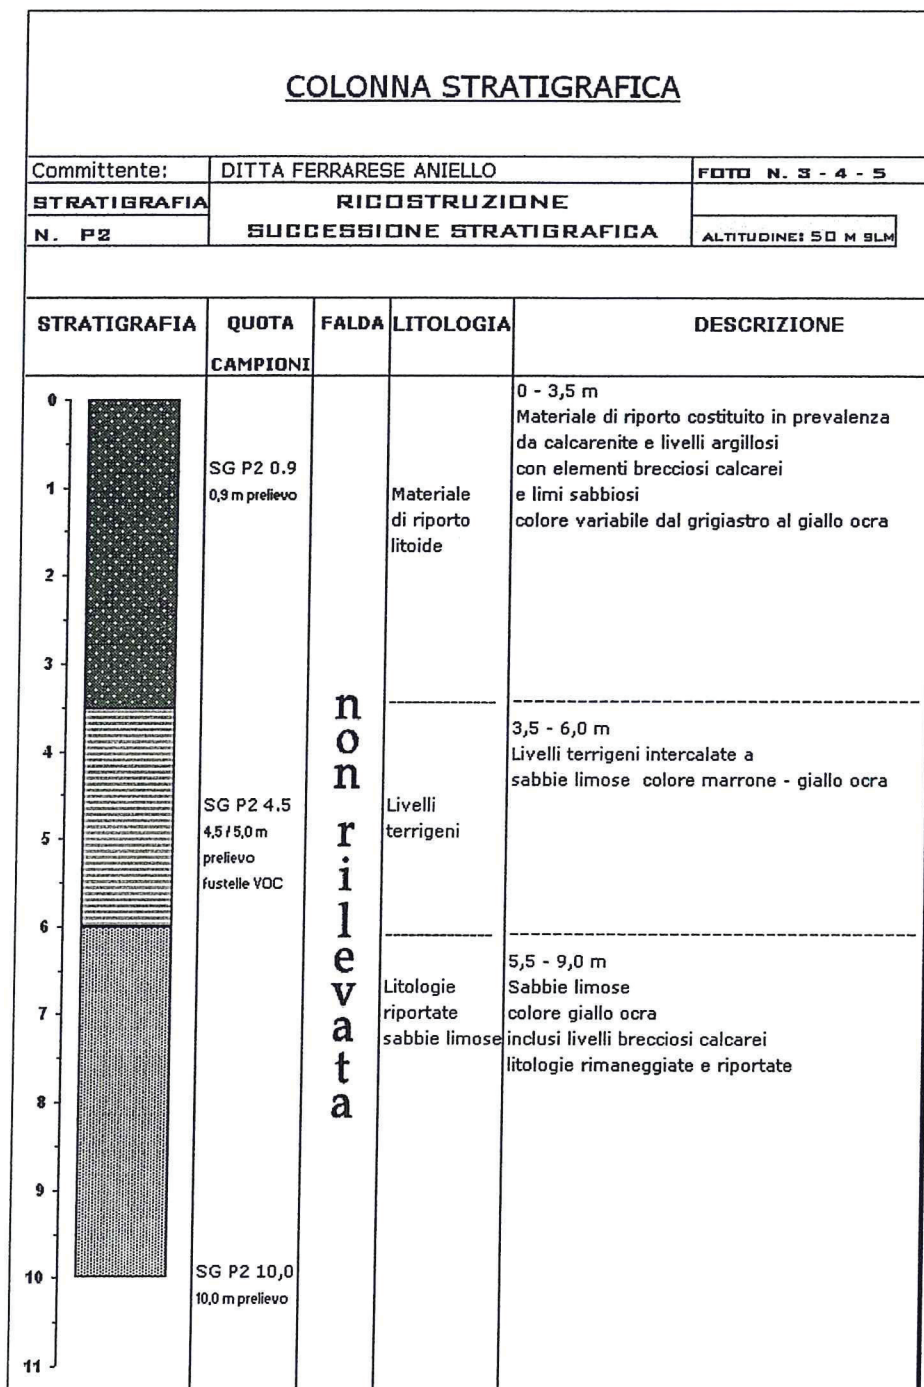 COLONNA STRATIGRAFICA
Committente: DITTA FERRARESE ANIELLO FOTO N. 3 - 4 - 5
STRATIGRAFIA RICOSTRUZIONE
N. P2 SUCCESSIONE STRATIGRAFICA ALTITUDINE: 50 M SLM
STRATIGRAFIA QUOTA FALDA LITOLOGIA DESCRIZIONE
CAMPIONI
0
1
2
3
4
5
6
7
8
9
10
11
SG P2 0.9
0,9 m prelievo
SG P2 4.5
4,5 / 5,0 m
prelievo
fustelle VOC
SG P2 10,0
10,0 m prelievo
non rilevata
Materiale
di riporto
litoide
Livelli
terrigeni
Litologie
riportate
sabbie limose
0 - 3,5 m
Materiale di riporto costituito in prevalenza
da calcarenite e livelli argillosi
con elementi brecciosi calcarei
e limi sabbiosi
colore variabile dal grigiastro al giallo ocra
3,5 - 6,0 m
Livelli terrigeni intercalate a
sabbie limose colore marrone - giallo ocra
5,5 - 9,0 m
Sabbie limose
colore giallo ocra
inclusi livelli brecciosi calcarei
litologie rimaneggiate e riportate